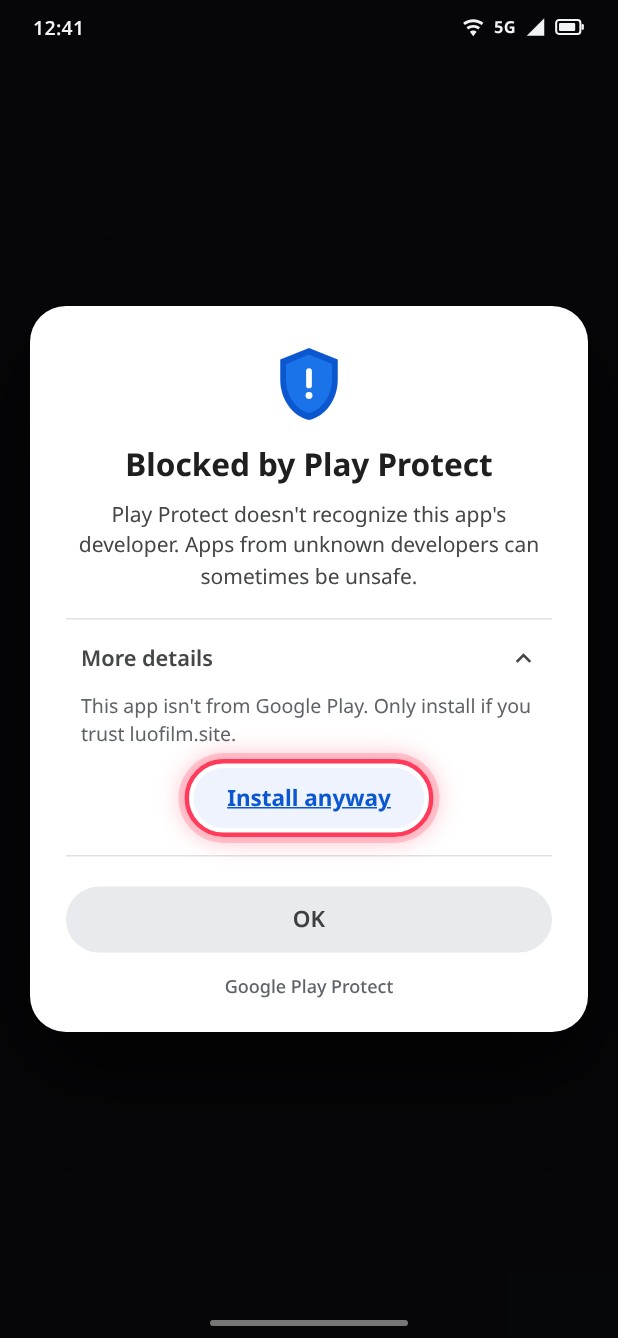 12:41
5G
Blocked by Play Protect
Play Protect doesn't recognize this app's
developer. Apps from unknown developers can
sometimes be unsafe.
More details
This app isn't from Google Play. Only install if you
trust luofilm.site.
Install anyway
OK
Google Play Protect